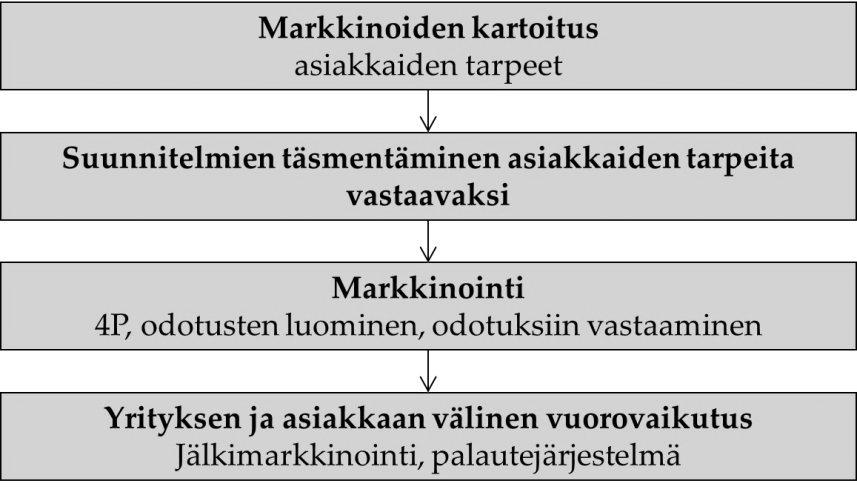 Markkinoiden kartoitus
asiakkaiden tarpeet
Suunnitelmien täsmentäminen asiakkaiden tarpeita
vastaavaksi
Markkinointi
4P, odotusten luominen, odotuksiin vastaaminen
Yrityksen ja asiakkaan välinen vuorovaikutus
Jälkimarkkinointi, palautejärjestelmä